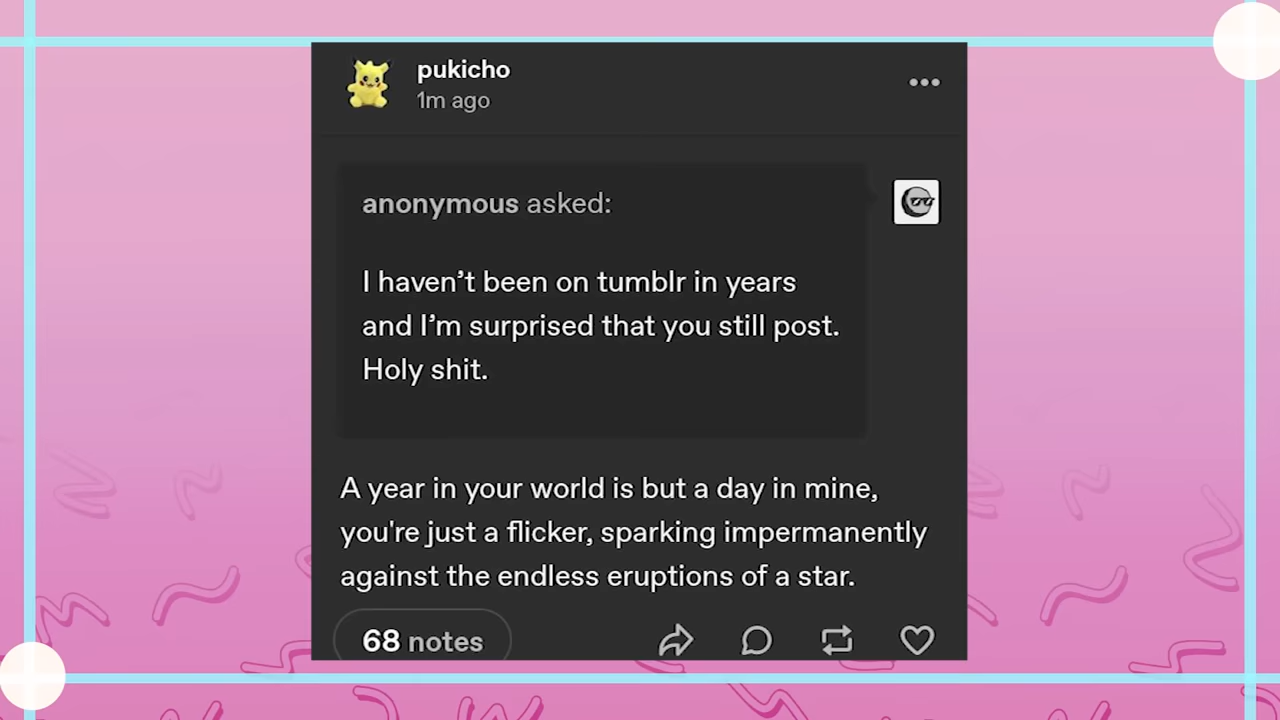 pukicho
1m ago
anonymous asked:
I haven’t been on tumblr in years
and I’m surprised that you still post.
Holy shit.
A year in your world is but a day in mine,
you're just a flicker, sparking impermanently
against the endless eruptions of a star.
68 notes